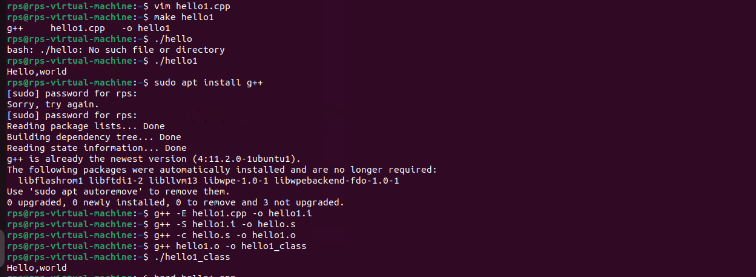 rps@rps-virtual-machine:~$ vim hello1.cpp
rps@rps-virtual-machine:~$ make hello1
g++     hello1.cpp   -o hello1
rps@rps-virtual-machine:~$ ./hello
bash: ./hello: No such file or directory
rps@rps-virtual-machine:~$ ./hello1
Hello,world
rps@rps-virtual-machine:~$ sudo apt install g++
[sudo] password for rps:
Sorry, try again.
[sudo] password for rps:
Reading package lists... Done
Building dependency tree... Done
Reading state information... Done
g++ is already the newest version (4:11.2.0-1ubuntu1).
The following packages were automatically installed and are no longer required:
  libflashrom1 libftdi1-2 libllvm13 libwpe-1.0-1 libwpebackend-fdo-1.0-1
Use 'sudo apt autoremove' to remove them.
0 upgraded, 0 newly installed, 0 to remove and 3 not upgraded.
rps@rps-virtual-machine:~$ g++ -E hello1.cpp -o hello1.i
rps@rps-virtual-machine:~$ g++ -S hello1.i -o hello.s
rps@rps-virtual-machine:~$ g++ -c hello.s -o hello1.o
rps@rps-virtual-machine:~$ g++ hello1.o -o hello1_class
rps@rps-virtual-machine:~$ ./hello1_class
Hello,world